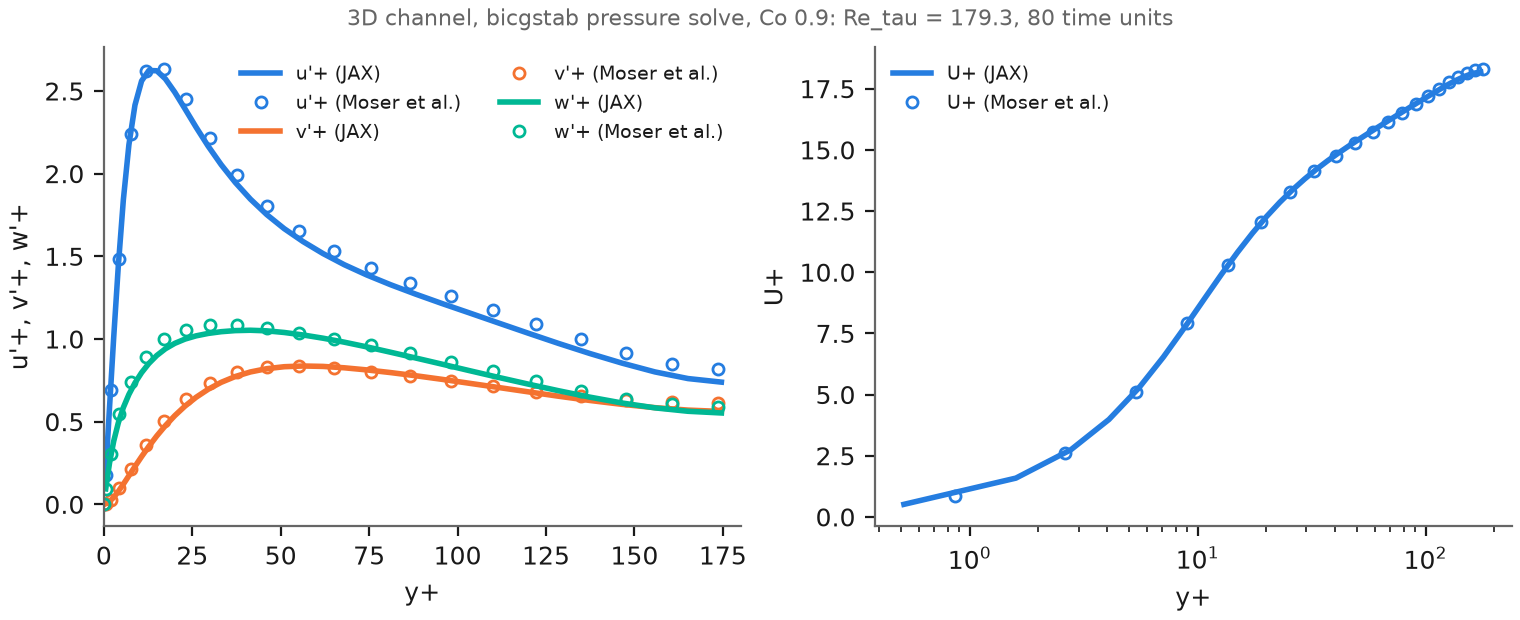 3D channel, bicgstab pressure solve, Co 0.9: Re_tau = 179.3, 80 time units
u'+ (JAX)
u'+ (Moser et al.)
v'+ (JAX)
v'+ (Moser et al.)
w'+ (JAX)
w'+ (Moser et al.)
u'+, v'+, w'+
2.5
2.0
1.5
1.0
0.5
0.0
0 25 50 75 100 125 150 175
y+
U+ (JAX)
U+ (Moser et al.)
U+
17.5
15.0
12.5
10.0
7.5
5.0
2.5
0.0
10⁰ 10¹ 10²
y+